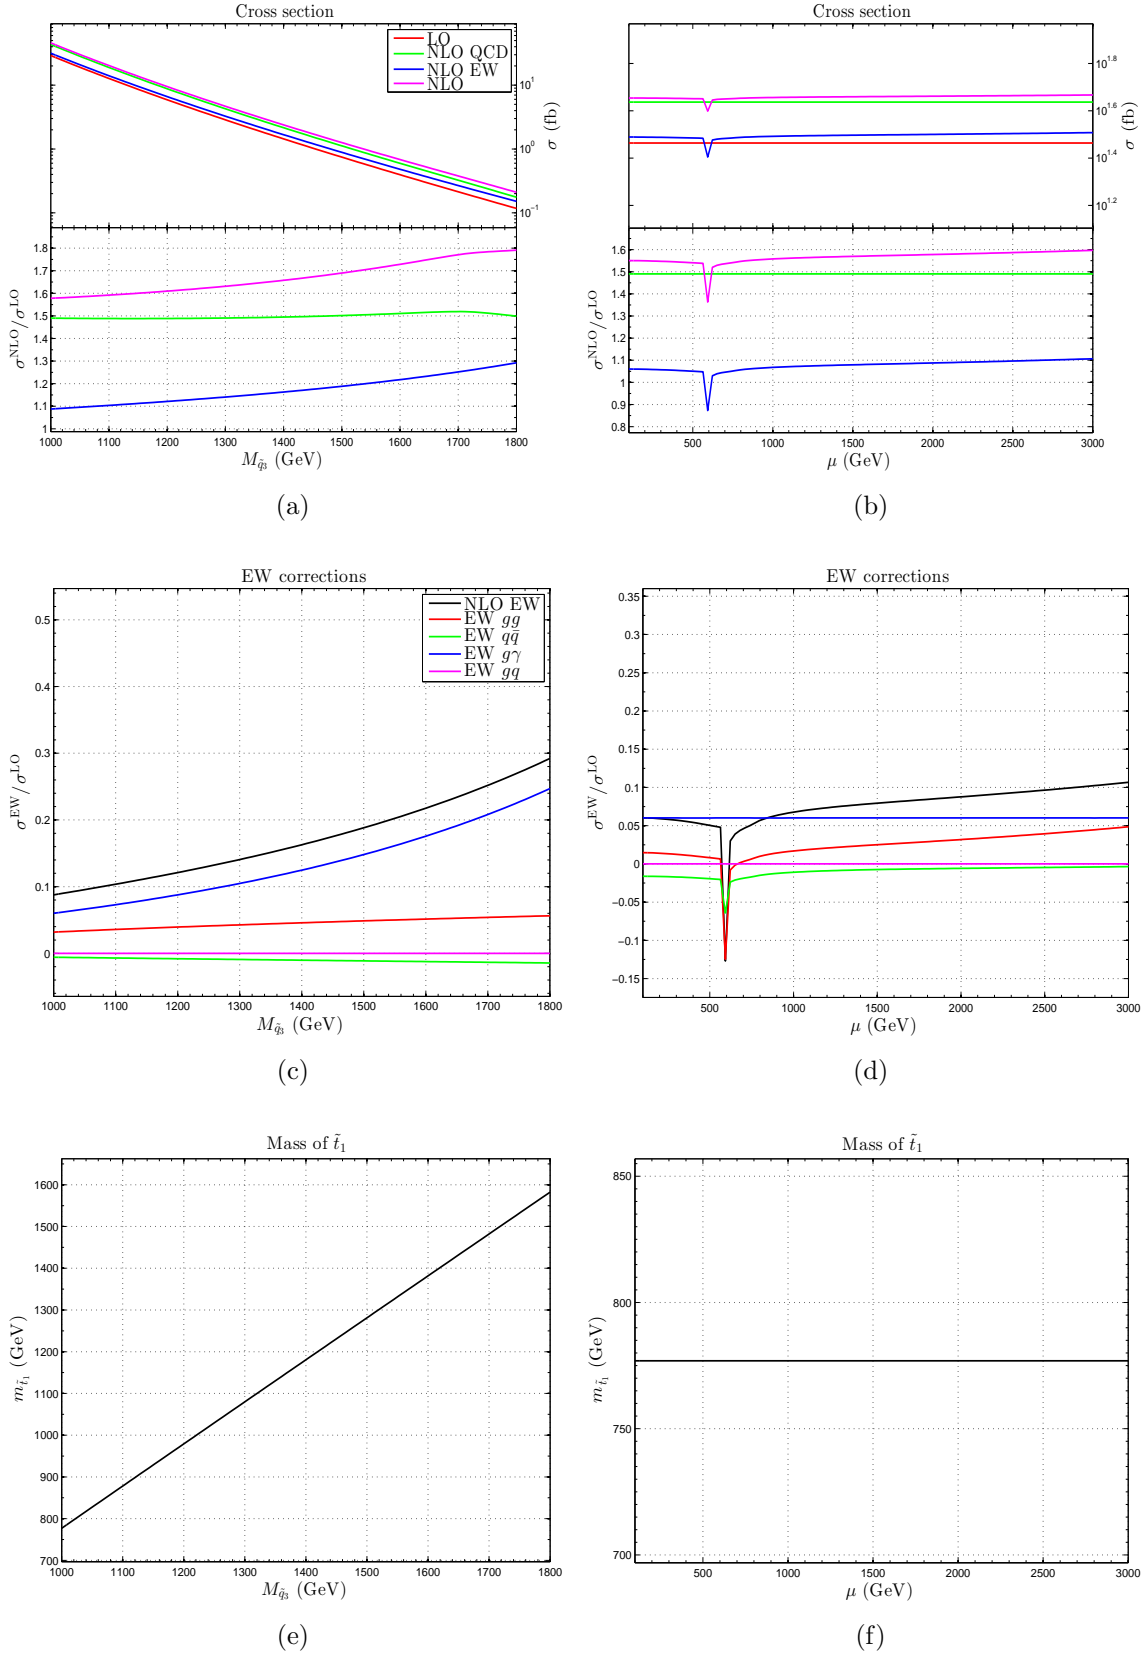 Cross section
LO
NLO QCD
NLO EW
NLO
10^1
10^0
10^−1
σ (fb)
1.8
1.7
1.6
1.5
1.4
1.3
1.2
1.1
1
σ^NLO/σ^LO
1000 1100 1200 1300 1400 1500 1600 1700 1800
M_q̃3 (GeV)
(a)
Cross section
10^1.8
10^1.6
10^1.4
10^1.2
σ (fb)
1.6
1.5
1.4
1.3
1.2
1.1
1
0.9
0.8
σ^NLO/σ^LO
500 1000 1500 2000 2500 3000
μ (GeV)
(b)
EW corrections
NLO EW
EW gg
EW qq̄
EW gγ
EW gq
0.5
0.4
0.3
0.2
0.1
0
σ^EW/σ^LO
1000 1100 1200 1300 1400 1500 1600 1700 1800
M_q̃3 (GeV)
(c)
EW corrections
0.35
0.3
0.25
0.2
0.15
0.1
0.05
0
−0.05
−0.1
−0.15
σ^EW/σ^LO
500 1000 1500 2000 2500 3000
μ (GeV)
(d)
Mass of t̃1
1600
1500
1400
1300
1200
1100
1000
900
800
700
m_t̃1 (GeV)
1000 1100 1200 1300 1400 1500 1600 1700 1800
M_q̃3 (GeV)
(e)
Mass of t̃1
850
800
750
700
m_t̃1 (GeV)
500 1000 1500 2000 2500 3000
μ (GeV)
(f)